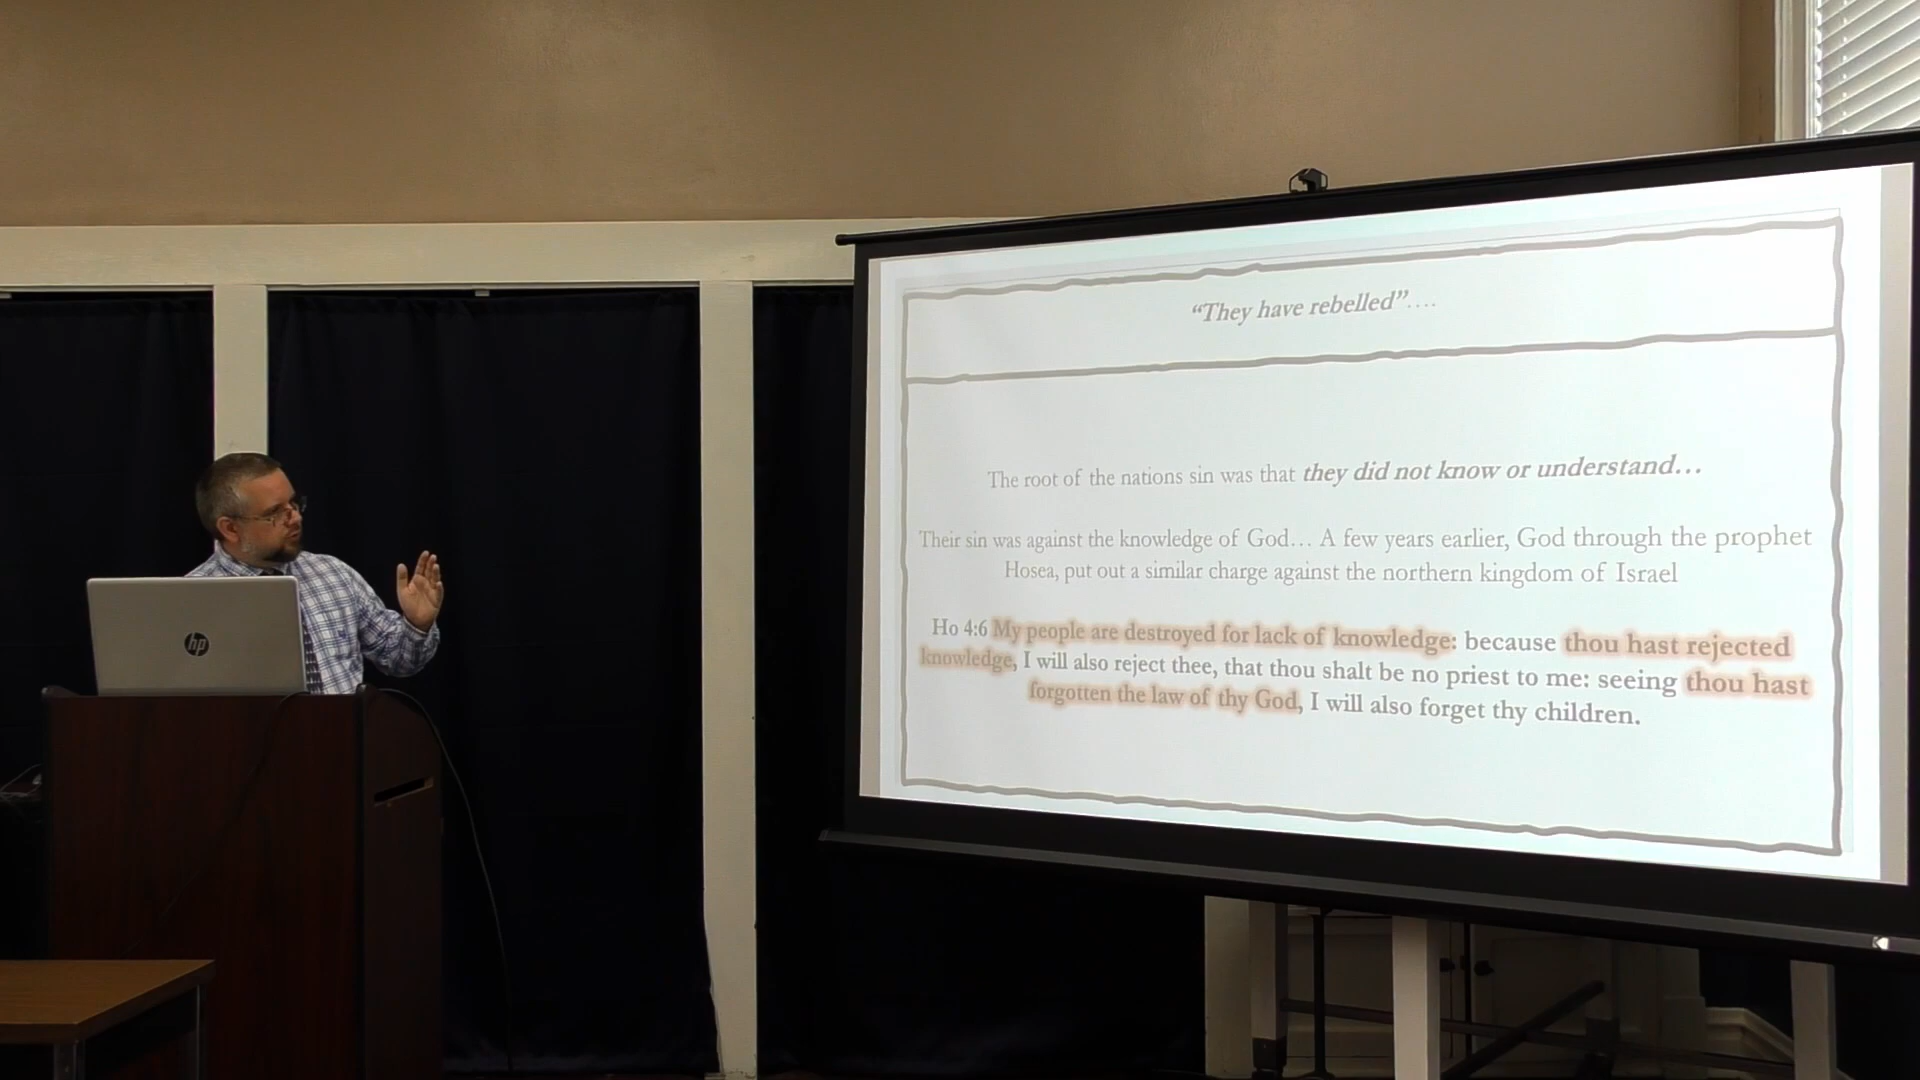 “They have rebelled”....
The root of the nations sin was that they did not know or understand…
Their sin was against the knowledge of God… A few years earlier, God through the prophet
Hosea, put out a similar charge against the northern kingdom of Israel
Ho 4:6 My people are destroyed for lack of knowledge: because thou hast rejected
knowledge, I will also reject thee, that thou shalt be no priest to me: seeing thou hast
forgotten the law of thy God, I will also forget thy children.
hp